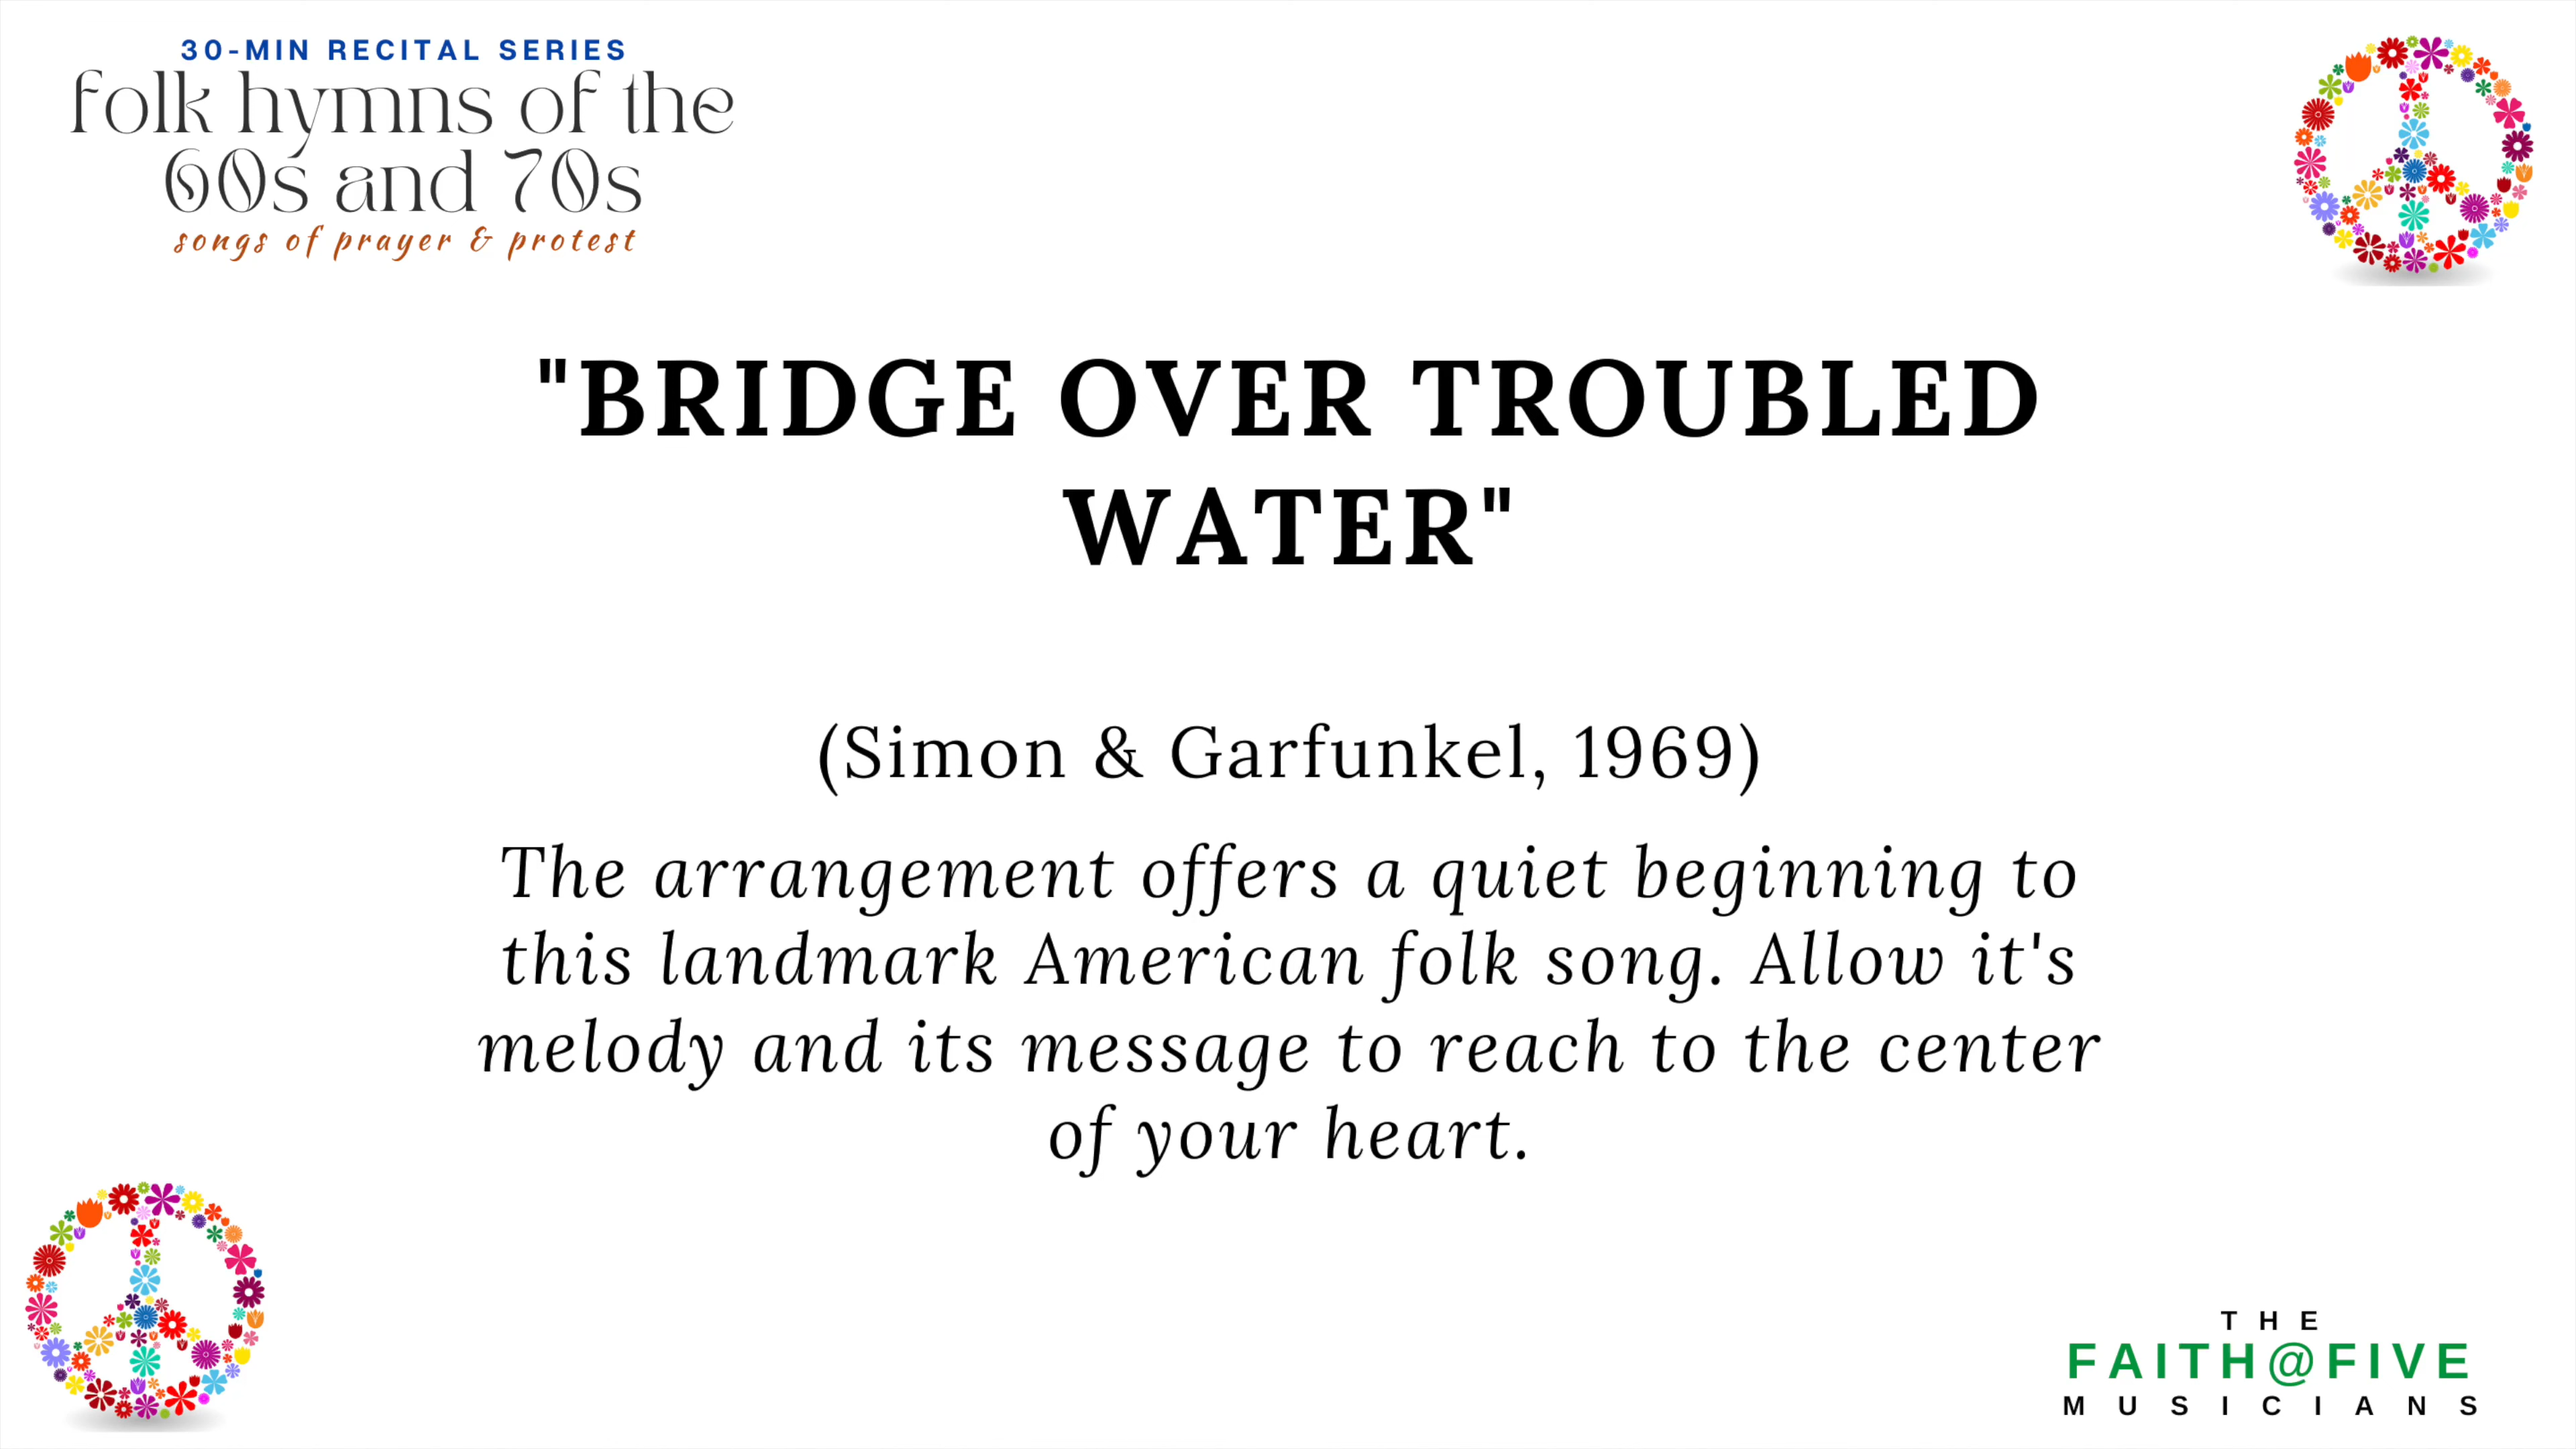 30-MIN RECITAL SERIES
folk hymns of the
60s and 70s
songs of prayer & protest
"BRIDGE OVER TROUBLED
WATER"
(Simon & Garfunkel, 1969)
The arrangement offers a quiet beginning to
this landmark American folk song. Allow it's
melody and its message to reach to the center
of your heart.
THE
FAITH@FIVE
MUSICIANS